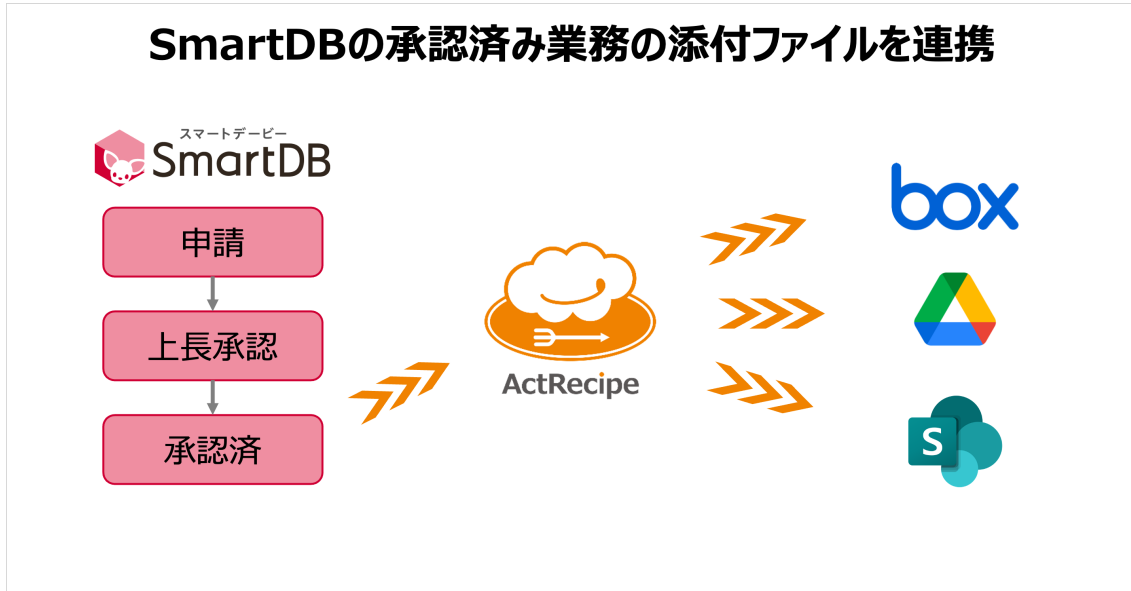 SmartDBの承認済み業務の添付ファイルを連携
スマートデービー
SmartDB
申請
上長承認
承認済
ActRecipe
box
S